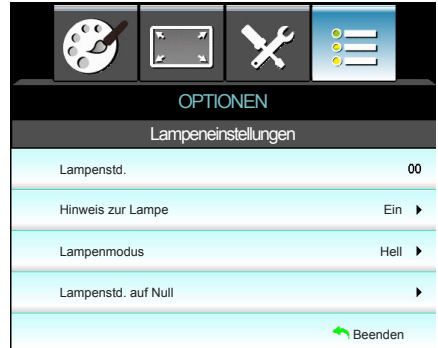 OPTIONEN
Lampeneinstellungen
Lampenstd. 00
Hinweis zur Lampe Ein
Lampenmodus Hell
Lampenstd. auf Null
Beenden